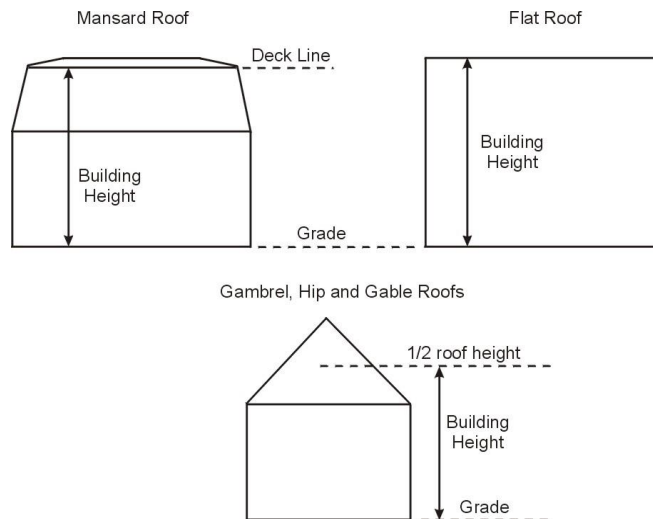 Mansard Roof
Flat Roof
Deck Line
Building
Height
Building
Height
Grade
Gambrel, Hip and Gable Roofs
1/2 roof height
Building
Height
Grade